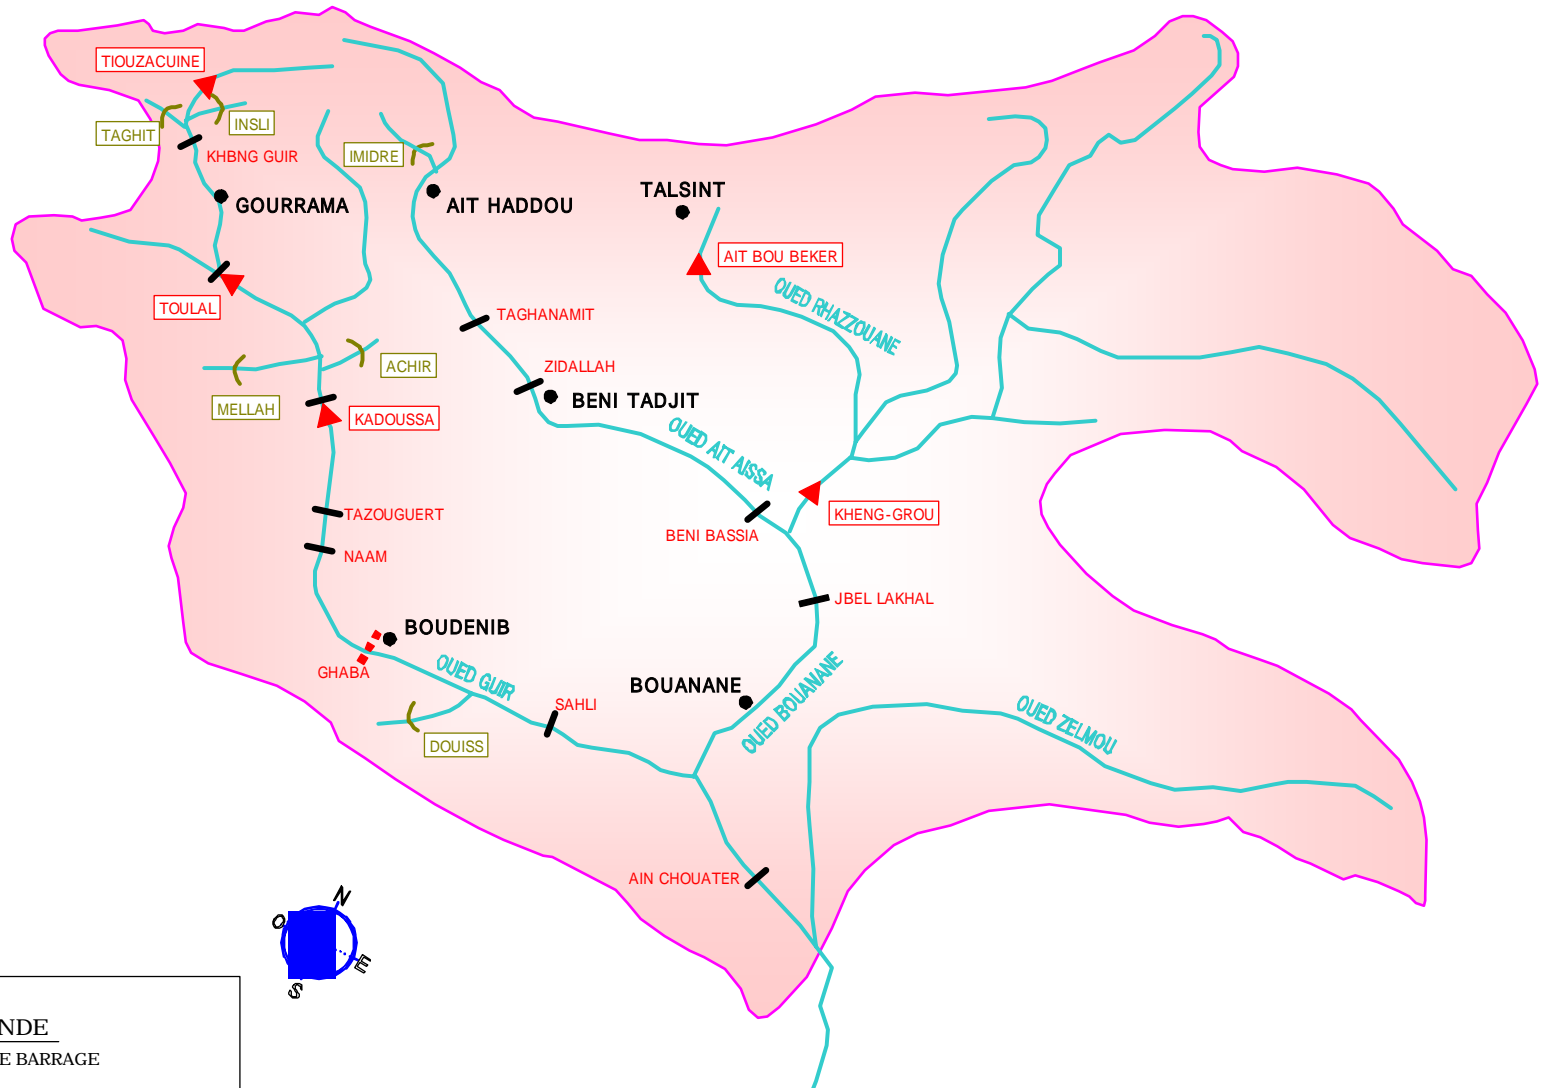 TIOUZACUINE
INSLI
TAGHIT
KHBNG GUIR
IMIDRE
GOURRAMA
AIT HADDOU
TALSINT
AIT BOU BEKER
OUED RHAZZOUANE
TOULAL
TAGHANAMIT
ACHIR
ZIDALLAH
MELLAH
BENI TADJIT
KADOUSSA
OUED AIT AISSA
TAZOUGUERT
KHENG-GROU
BENI BASSIA
NAAM
JBEL LAKHAL
BOUDENIB
GHABA
OUED GUIR
BOUANANE
OUED BOUANANE
SAHLI
OUED ZELMOU
DOUISS
AIN CHOUATER
N
O
E
S
NDE
E BARRAGE